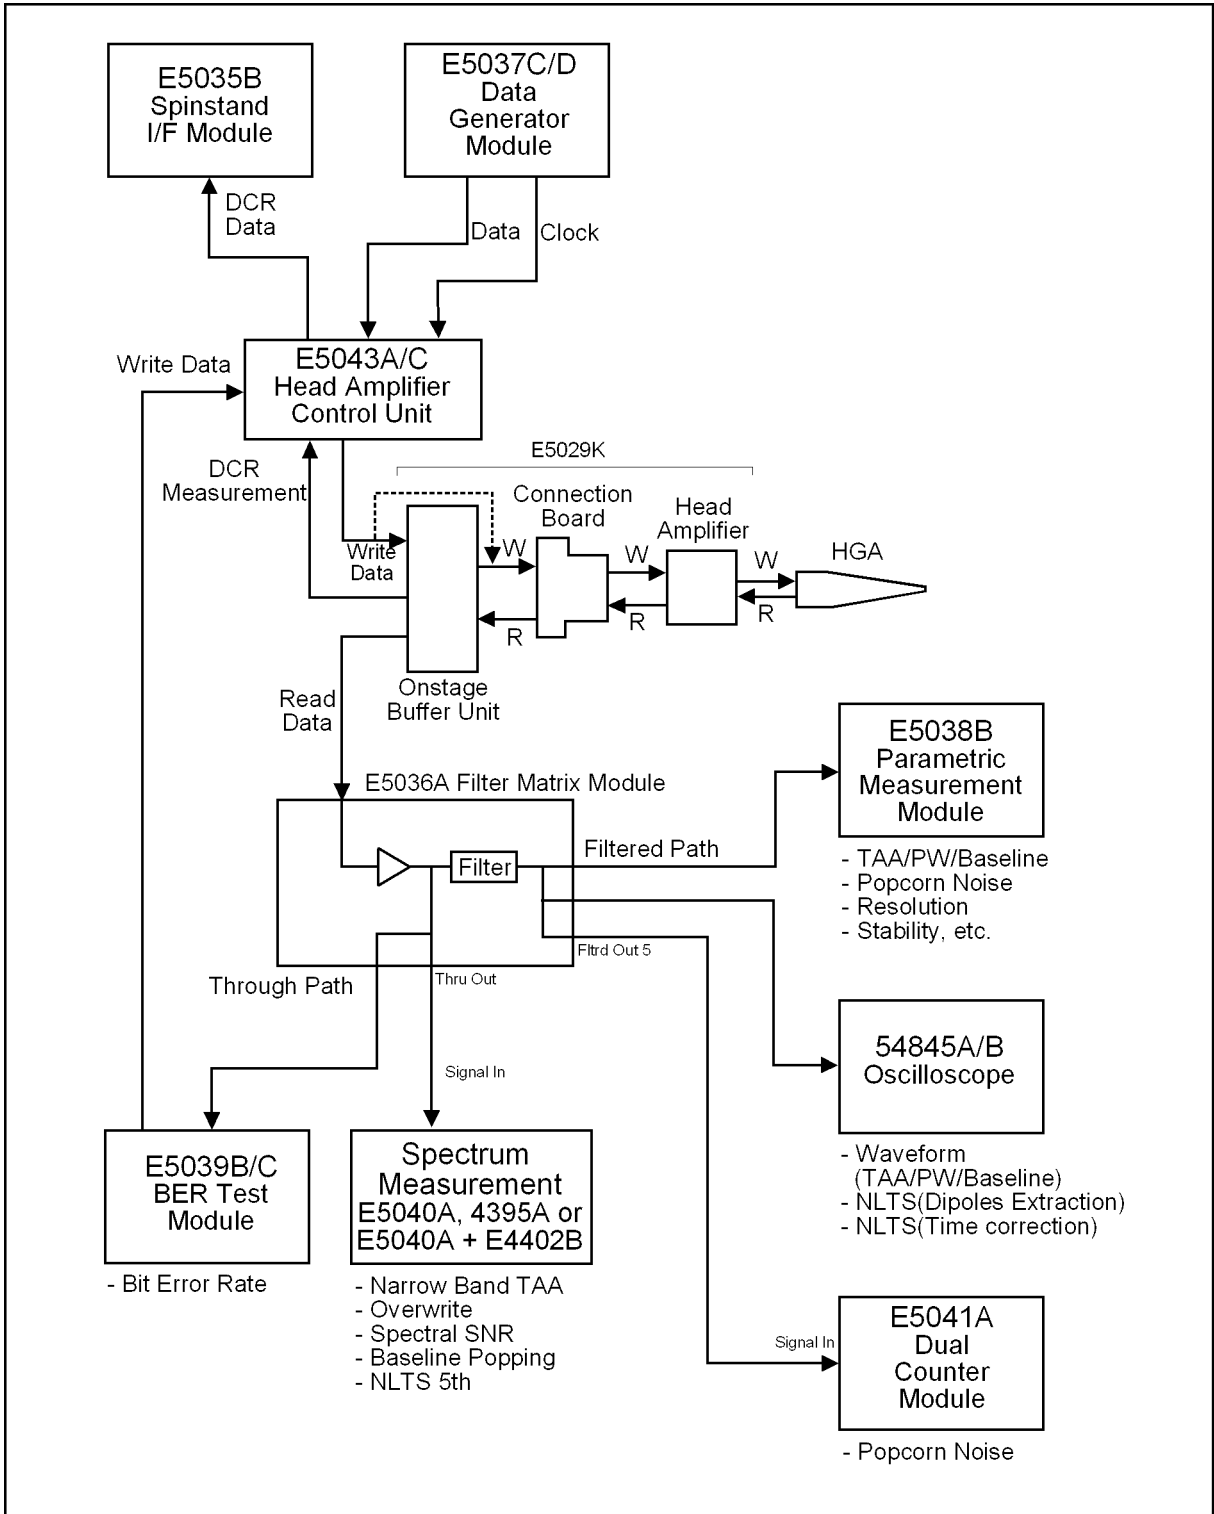 E5035B
Spinstand
I/F Module
E5037C/D
Data
Generator
Module
DCR
Data
Data
Clock
Write Data
E5043A/C
Head Amplifier
Control Unit
E5029K
DCR
Measurement
Connection
Board
Head
Amplifier
HGA
Write
Data
W
W
W
R
R
R
Onstage
Buffer Unit
Read
Data
E5036A Filter Matrix Module
Filter
Filtered Path
Fltrd Out 5
Through Path
Thru Out
Signal In
E5038B
Parametric
Measurement
Module
- TAA/PW/Baseline
- Popcorn Noise
- Resolution
- Stability, etc.
54845A/B
Oscilloscope
- Waveform
(TAA/PW/Baseline)
- NLTS(Dipoles Extraction)
- NLTS(Time correction)
E5039B/C
BER Test
Module
- Bit Error Rate
Spectrum
Measurement
E5040A, 4395A or
E5040A + E4402B
- Narrow Band TAA
- Overwrite
- Spectral SNR
- Baseline Popping
- NLTS 5th
Signal In
E5041A
Dual
Counter
Module
- Popcorn Noise